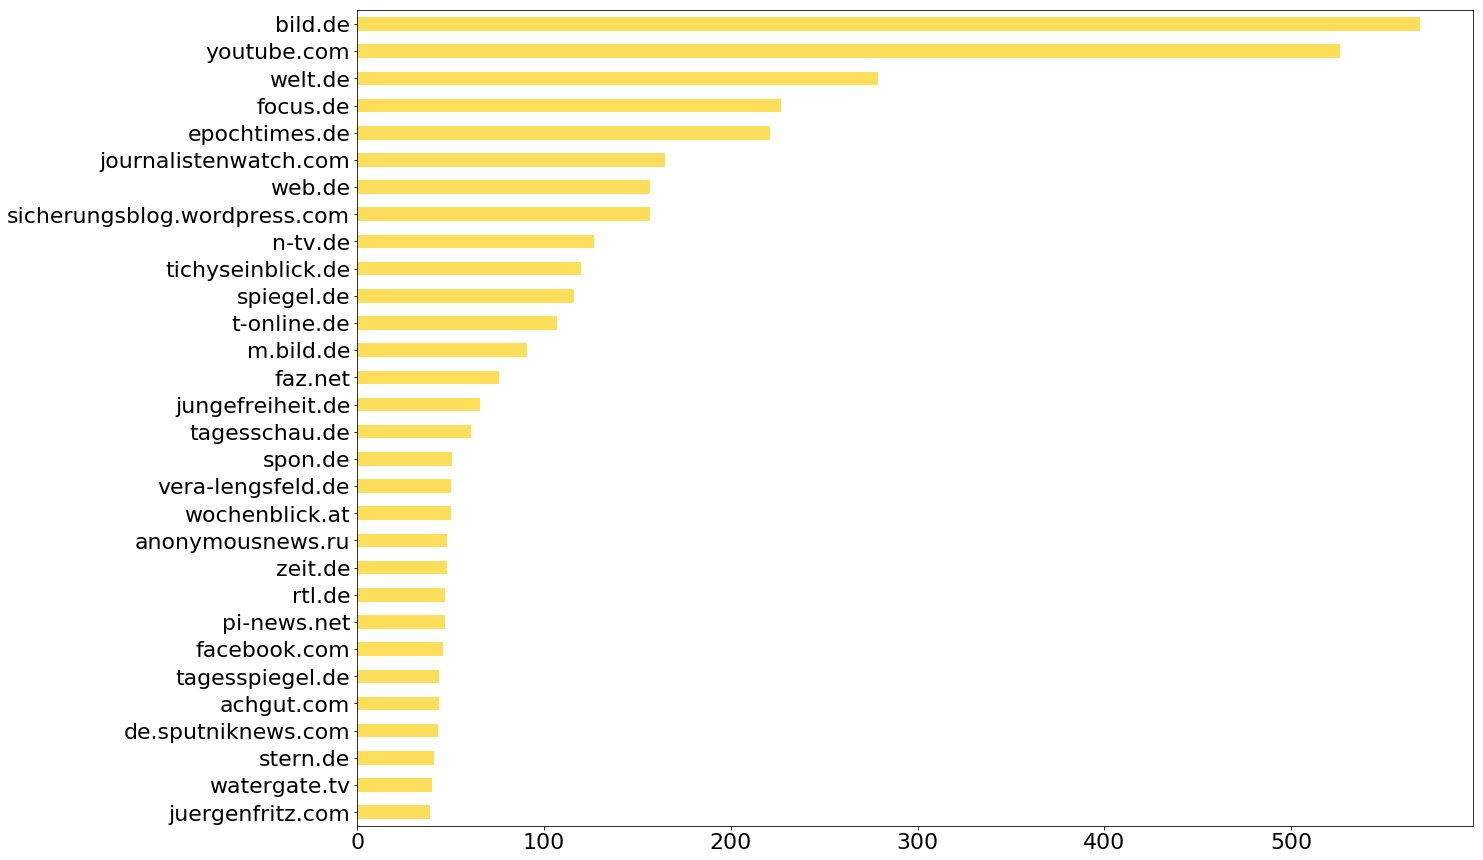 bild.de
youtube.com
welt.de
focus.de
epochtimes.de
journalistenwatch.com
web.de
sicherungsblog.wordpress.com
n-tv.de
tichyseinblick.de
spiegel.de
t-online.de
m.bild.de
faz.net
jungefreiheit.de
tagesschau.de
spon.de
vera-lengsfeld.de
wochenblick.at
anonymousnews.ru
zeit.de
rtl.de
pi-news.net
facebook.com
tagesspiegel.de
achgut.com
de.sputniknews.com
stern.de
watergate.tv
juergenfritz.com
0 100 200 300 400 500